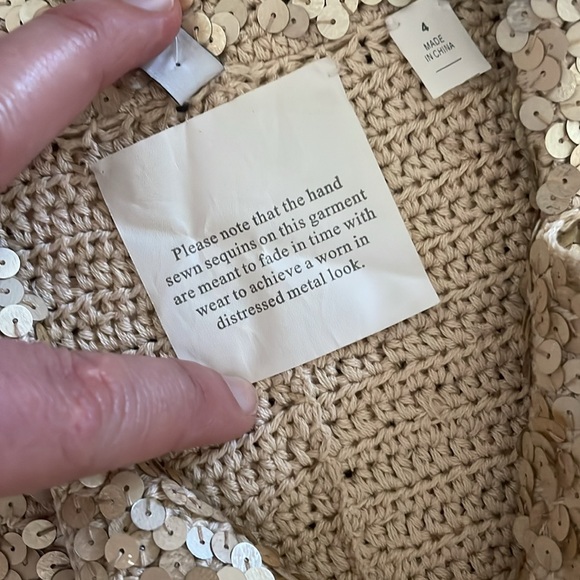 4
MADE
IN CHINA
Please note that the hand
sewn sequins on this garment
are meant to fade in time with
wear to achieve a worn in
distressed metal look.